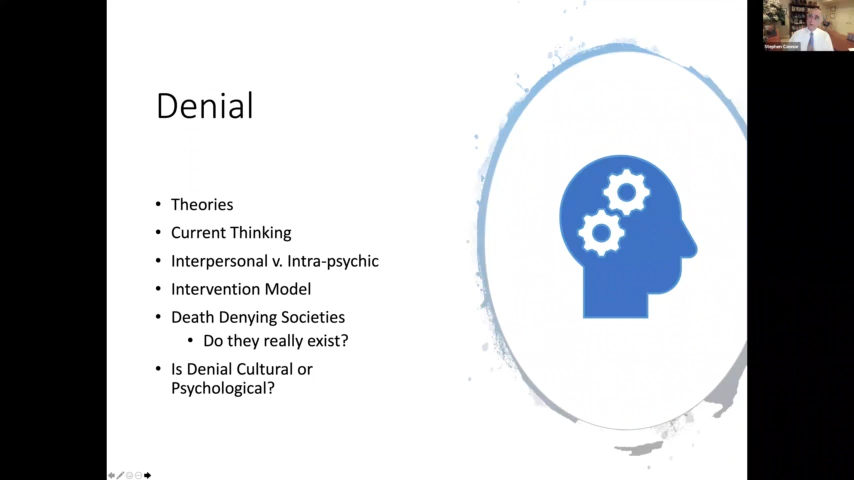 Denial
• Theories
• Current Thinking
• Interpersonal v. Intra-psychic
• Intervention Model
• Death Denying Societies
• Do they really exist?
• Is Denial Cultural or
Psychological?
Stephen